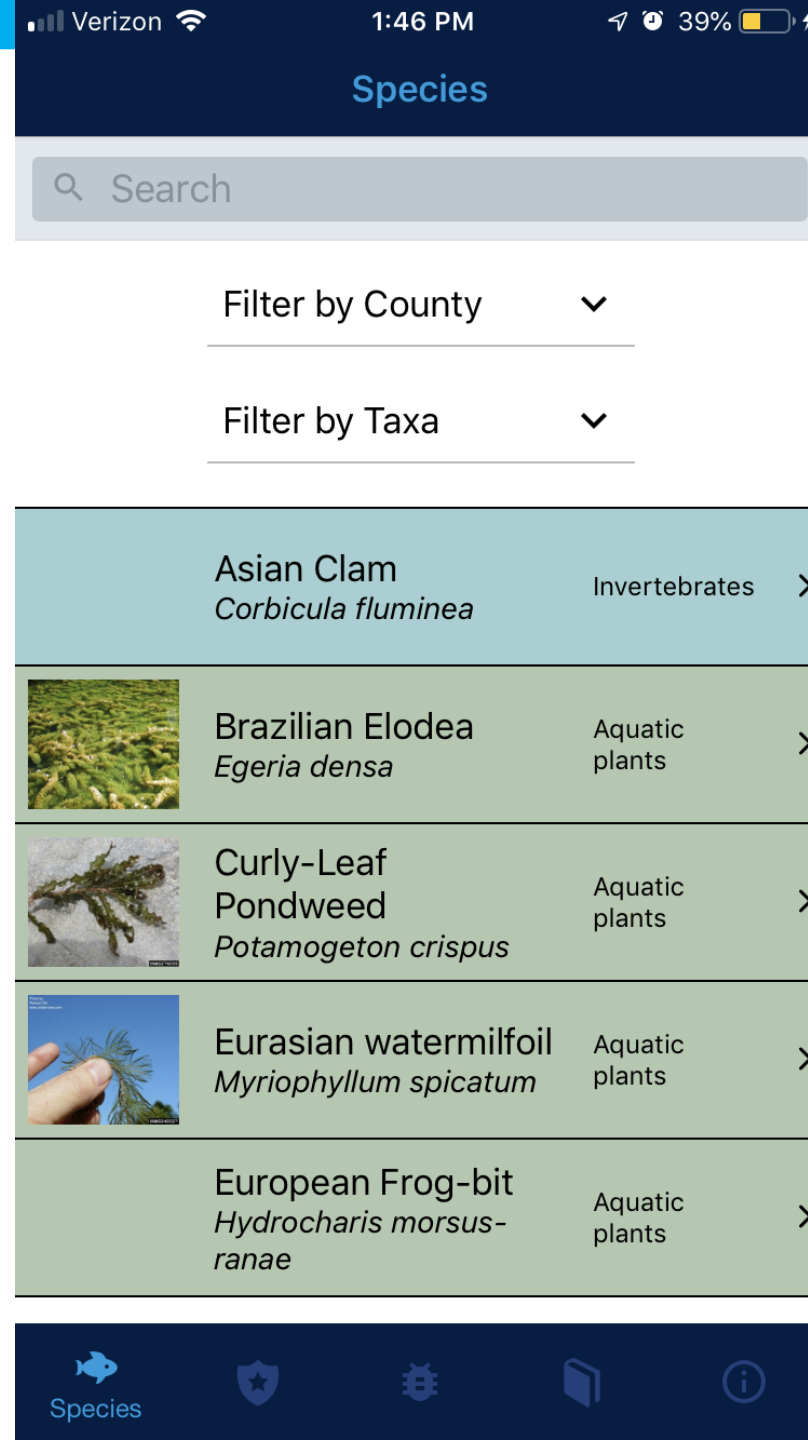 Verizon
1:46 PM
39%
Species
Search
Filter by County
Filter by Taxa
Asian Clam
Corbicula fluminea
Invertebrates
Brazilian Elodea
Egeria densa
Aquatic
plants
Curly-Leaf
Pondweed
Potamogeton crispus
Aquatic
plants
Eurasian watermilfoil
Myriophyllum spicatum
Aquatic
plants
European Frog-bit
Hydrocharis morsus-
ranae
Aquatic
plants
Species